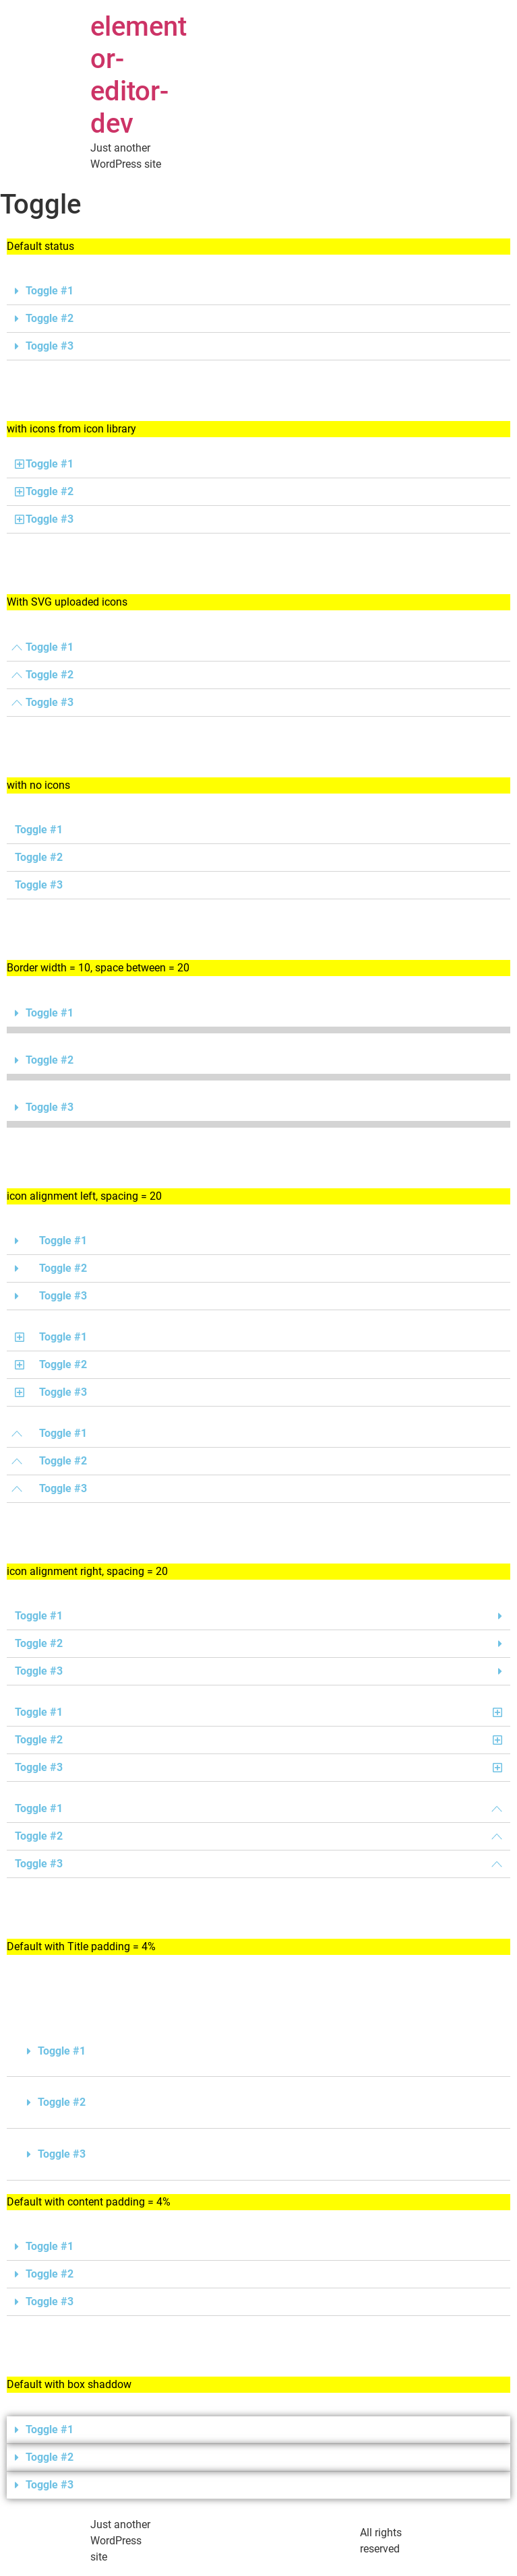 element
or-
editor-
dev
Just another
WordPress site
Toggle
Default status
Toggle #1
Toggle #2
Toggle #3
with icons from icon library
Toggle #1
Toggle #2
Toggle #3
With SVG uploaded icons
Toggle #1
Toggle #2
Toggle #3
with no icons
Toggle #1
Toggle #2
Toggle #3
Border width = 10, space between = 20
Toggle #1
Toggle #2
Toggle #3
icon alignment left, spacing = 20
Toggle #1
Toggle #2
Toggle #3
Toggle #1
Toggle #2
Toggle #3
Toggle #1
Toggle #2
Toggle #3
icon alignment right, spacing = 20
Toggle #1
Toggle #2
Toggle #3
Toggle #1
Toggle #2
Toggle #3
Toggle #1
Toggle #2
Toggle #3
Default with Title padding = 4%
Toggle #1
Toggle #2
Toggle #3
Default with content padding = 4%
Toggle #1
Toggle #2
Toggle #3
Default with box shaddow
Toggle #1
Toggle #2
Toggle #3
Just another
WordPress
site
All rights
reserved